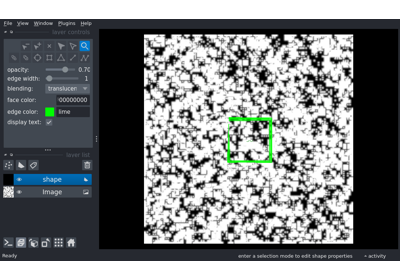 File View Window Plugins Help
layer controls
opacity: 0.70
edge width: 1
blending: translucen
face color: 00000000
edge color: lime
display text:
layer list
shape
Image
Ready enter a selection mode to edit shape properties activity